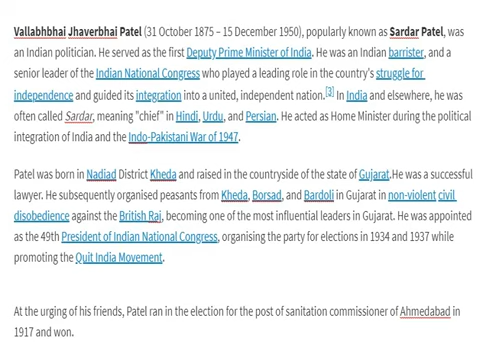 Vallabhbhai Jhaverbhai Patel (31 October 1875 – 15 December 1950), popularly known as Sardar Patel, was
an Indian politician. He served as the first Deputy Prime Minister of India. He was an Indian barrister, and a
senior leader of the Indian National Congress who played a leading role in the country's struggle for
independence and guided its integration into a united, independent nation.[3] In India and elsewhere, he was
often called Sardar, meaning "chief" in Hindi, Urdu, and Persian. He acted as Home Minister during the political
integration of India and the Indo-Pakistani War of 1947.
Patel was born in Nadiad District Kheda and raised in the countryside of the state of Gujarat.He was a successful
lawyer. He subsequently organised peasants from Kheda, Borsad, and Bardoli in Gujarat in non-violent civil
disobedience against the British Raj, becoming one of the most influential leaders in Gujarat. He was appointed
as the 49th President of Indian National Congress, organising the party for elections in 1934 and 1937 while
promoting the Quit India Movement.
At the urging of his friends, Patel ran in the election for the post of sanitation commissioner of Ahmedabad in
1917 and won.